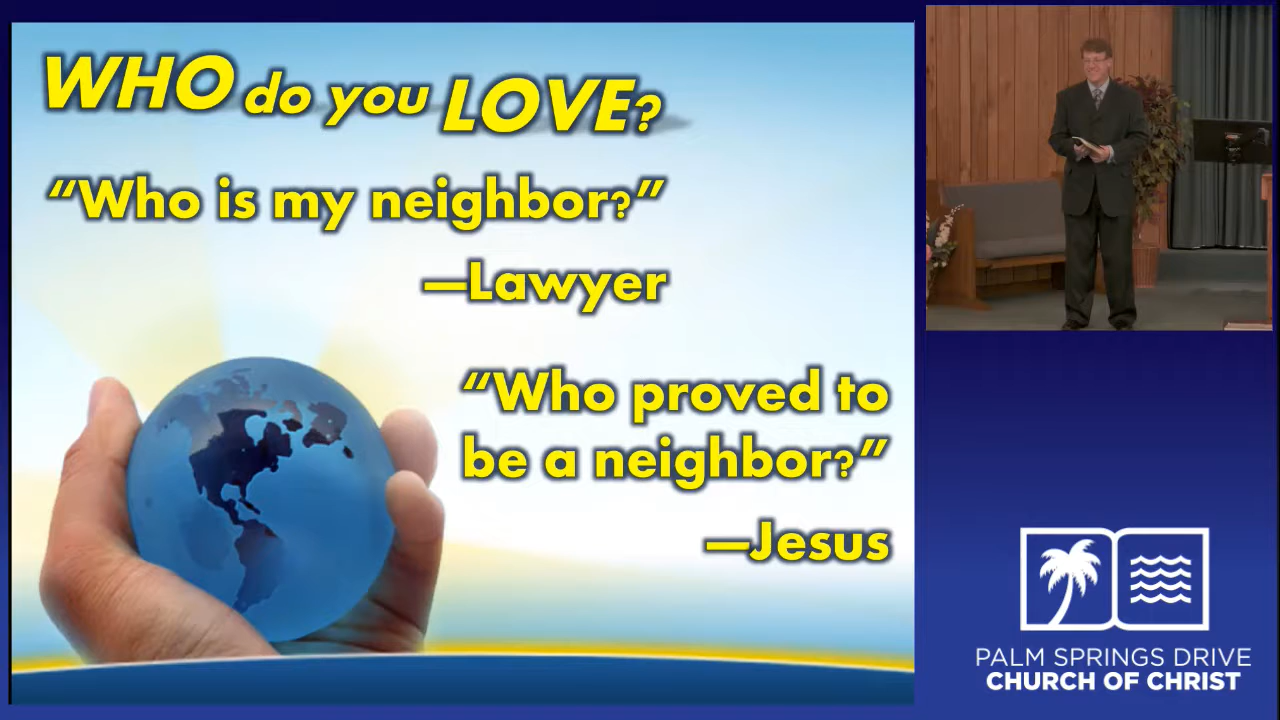 WHO do you LOVE?
“Who is my neighbor?”
—Lawyer
“Who proved to
be a neighbor?”
—Jesus
PALM SPRINGS DRIVE
CHURCH OF CHRIST